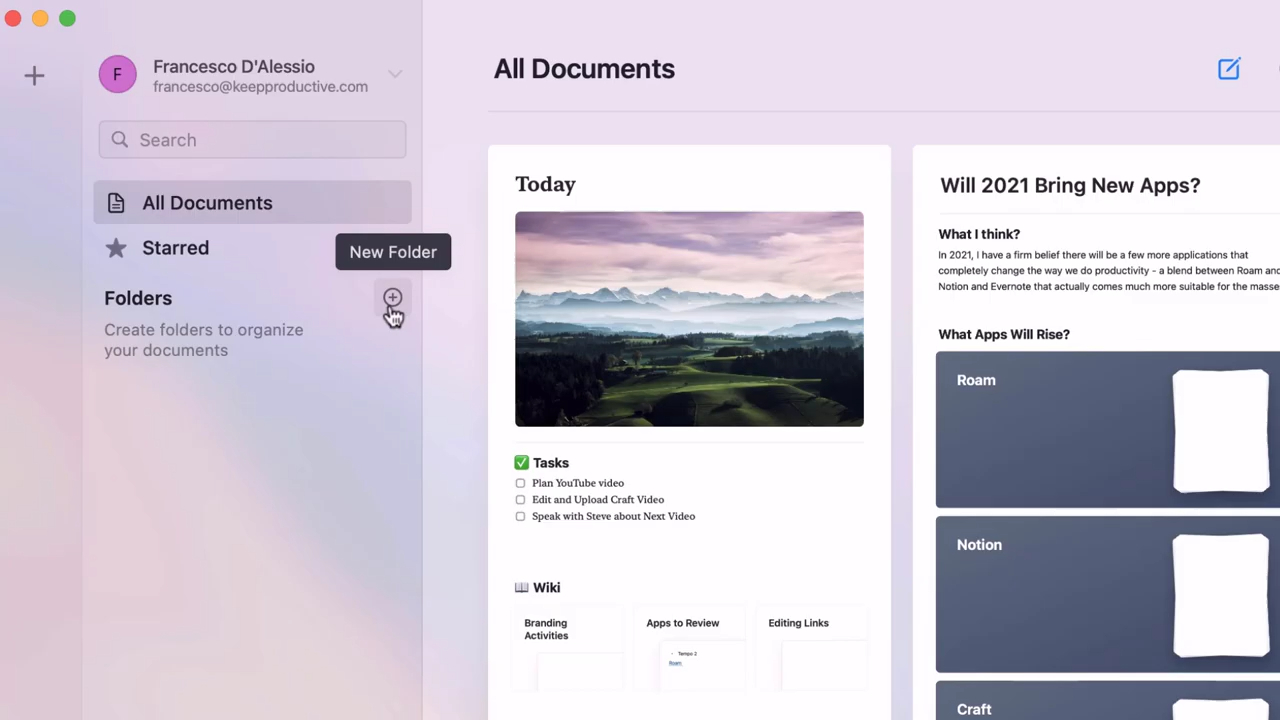 F
Francesco D'Alessio
francesco@keepproductive.com
Search
All Documents
Starred
New Folder
Folders
Create folders to organize
your documents
All Documents
Today
✅ Tasks
Plan YouTube video
Edit and Upload Craft Video
Speak with Steve about Next Video
📖 Wiki
Branding
Activities
Apps to Review
Tempo 2
Roam
Editing Links
Will 2021 Bring New Apps?
What I think?
In 2021, I have a firm belief there will be a few more applications that
completely change the way we do productivity - a blend between Roam and
Notion and Evernote that actually comes much more suitable for the masse
What Apps Will Rise?
Roam
Notion
Craft